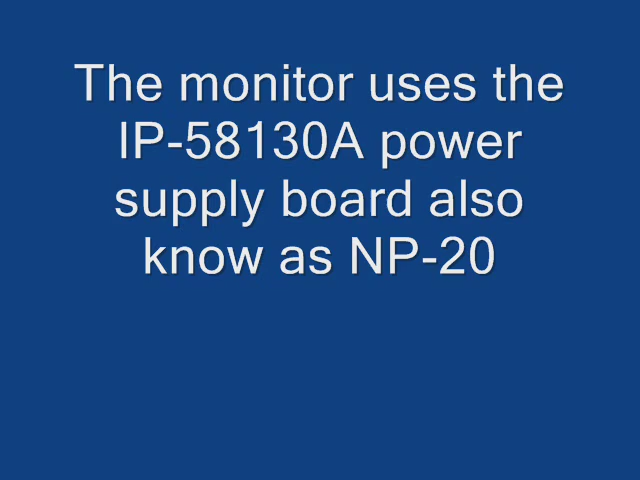 The monitor uses the
IP-58130A power
supply board also
know as NP-20